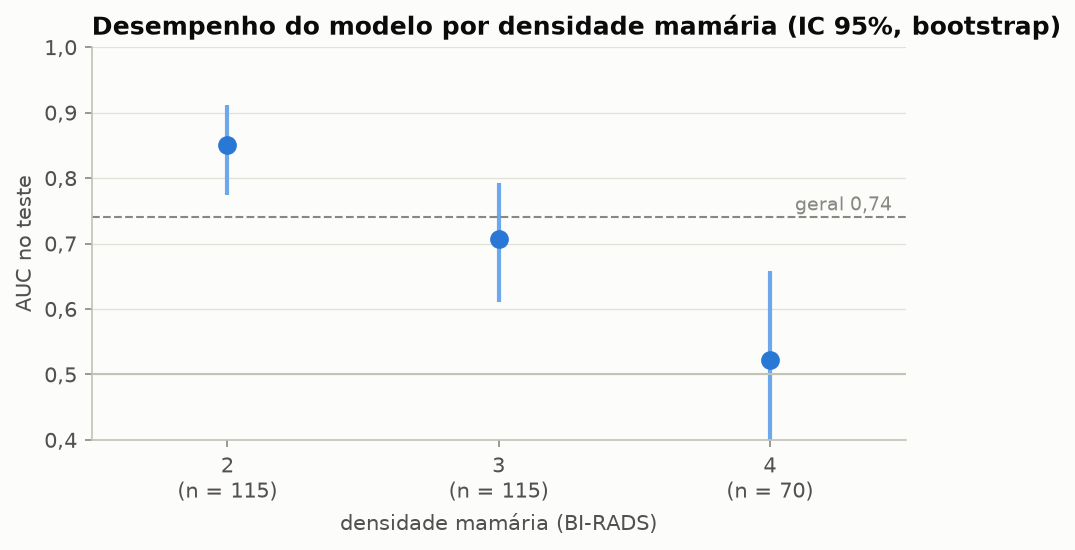 Desempenho do modelo por densidade mamária (IC 95%, bootstrap)
1,0
0,9
0,8
0,7
0,6
0,5
0,4
AUC no teste
geral 0,74
2
(n = 115)
3
(n = 115)
4
(n = 70)
densidade mamária (BI-RADS)